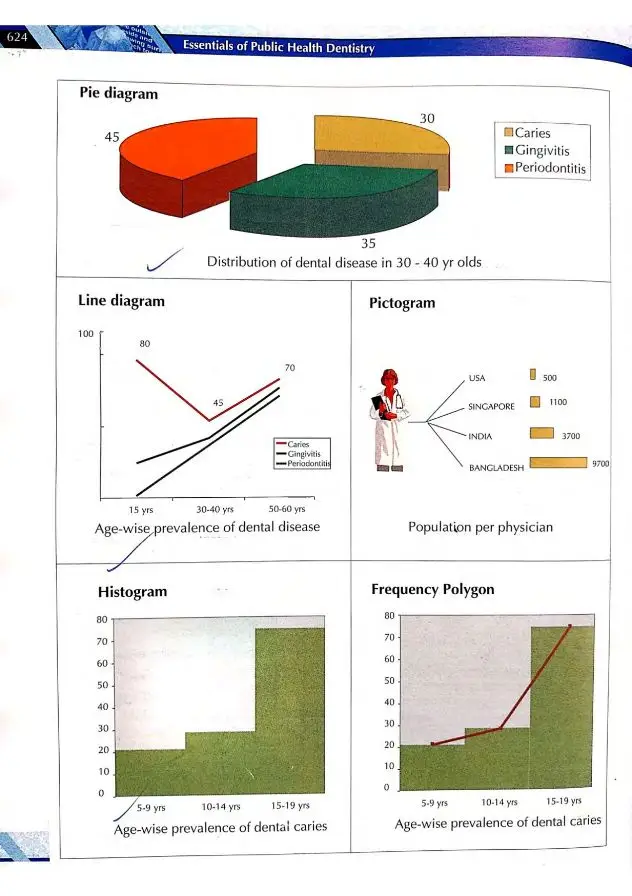 624
Essentials of Public Health Dentistry
Pie diagram
45
30
Caries
Gingivitis
Periodontitis
35
Distribution of dental disease in 30 - 40 yr olds
Line diagram
100
80
45
70
Caries
Gingivitis
Periodontitis
15 yrs 30-40 yrs 50-60 yrs
Age-wise prevalence of dental disease
Pictogram
USA 500
SINGAPORE 1100
INDIA 3700
BANGLADESH 9700
Population per physician
Histogram
80
70
60
50
40
30
20
10
0
5-9 yrs 10-14 yrs 15-19 yrs
Age-wise prevalence of dental caries
Frequency Polygon
80
70
60
50
40
30
20
10
0
5-9 yrs 10-14 yrs 15-19 yrs
Age-wise prevalence of dental caries